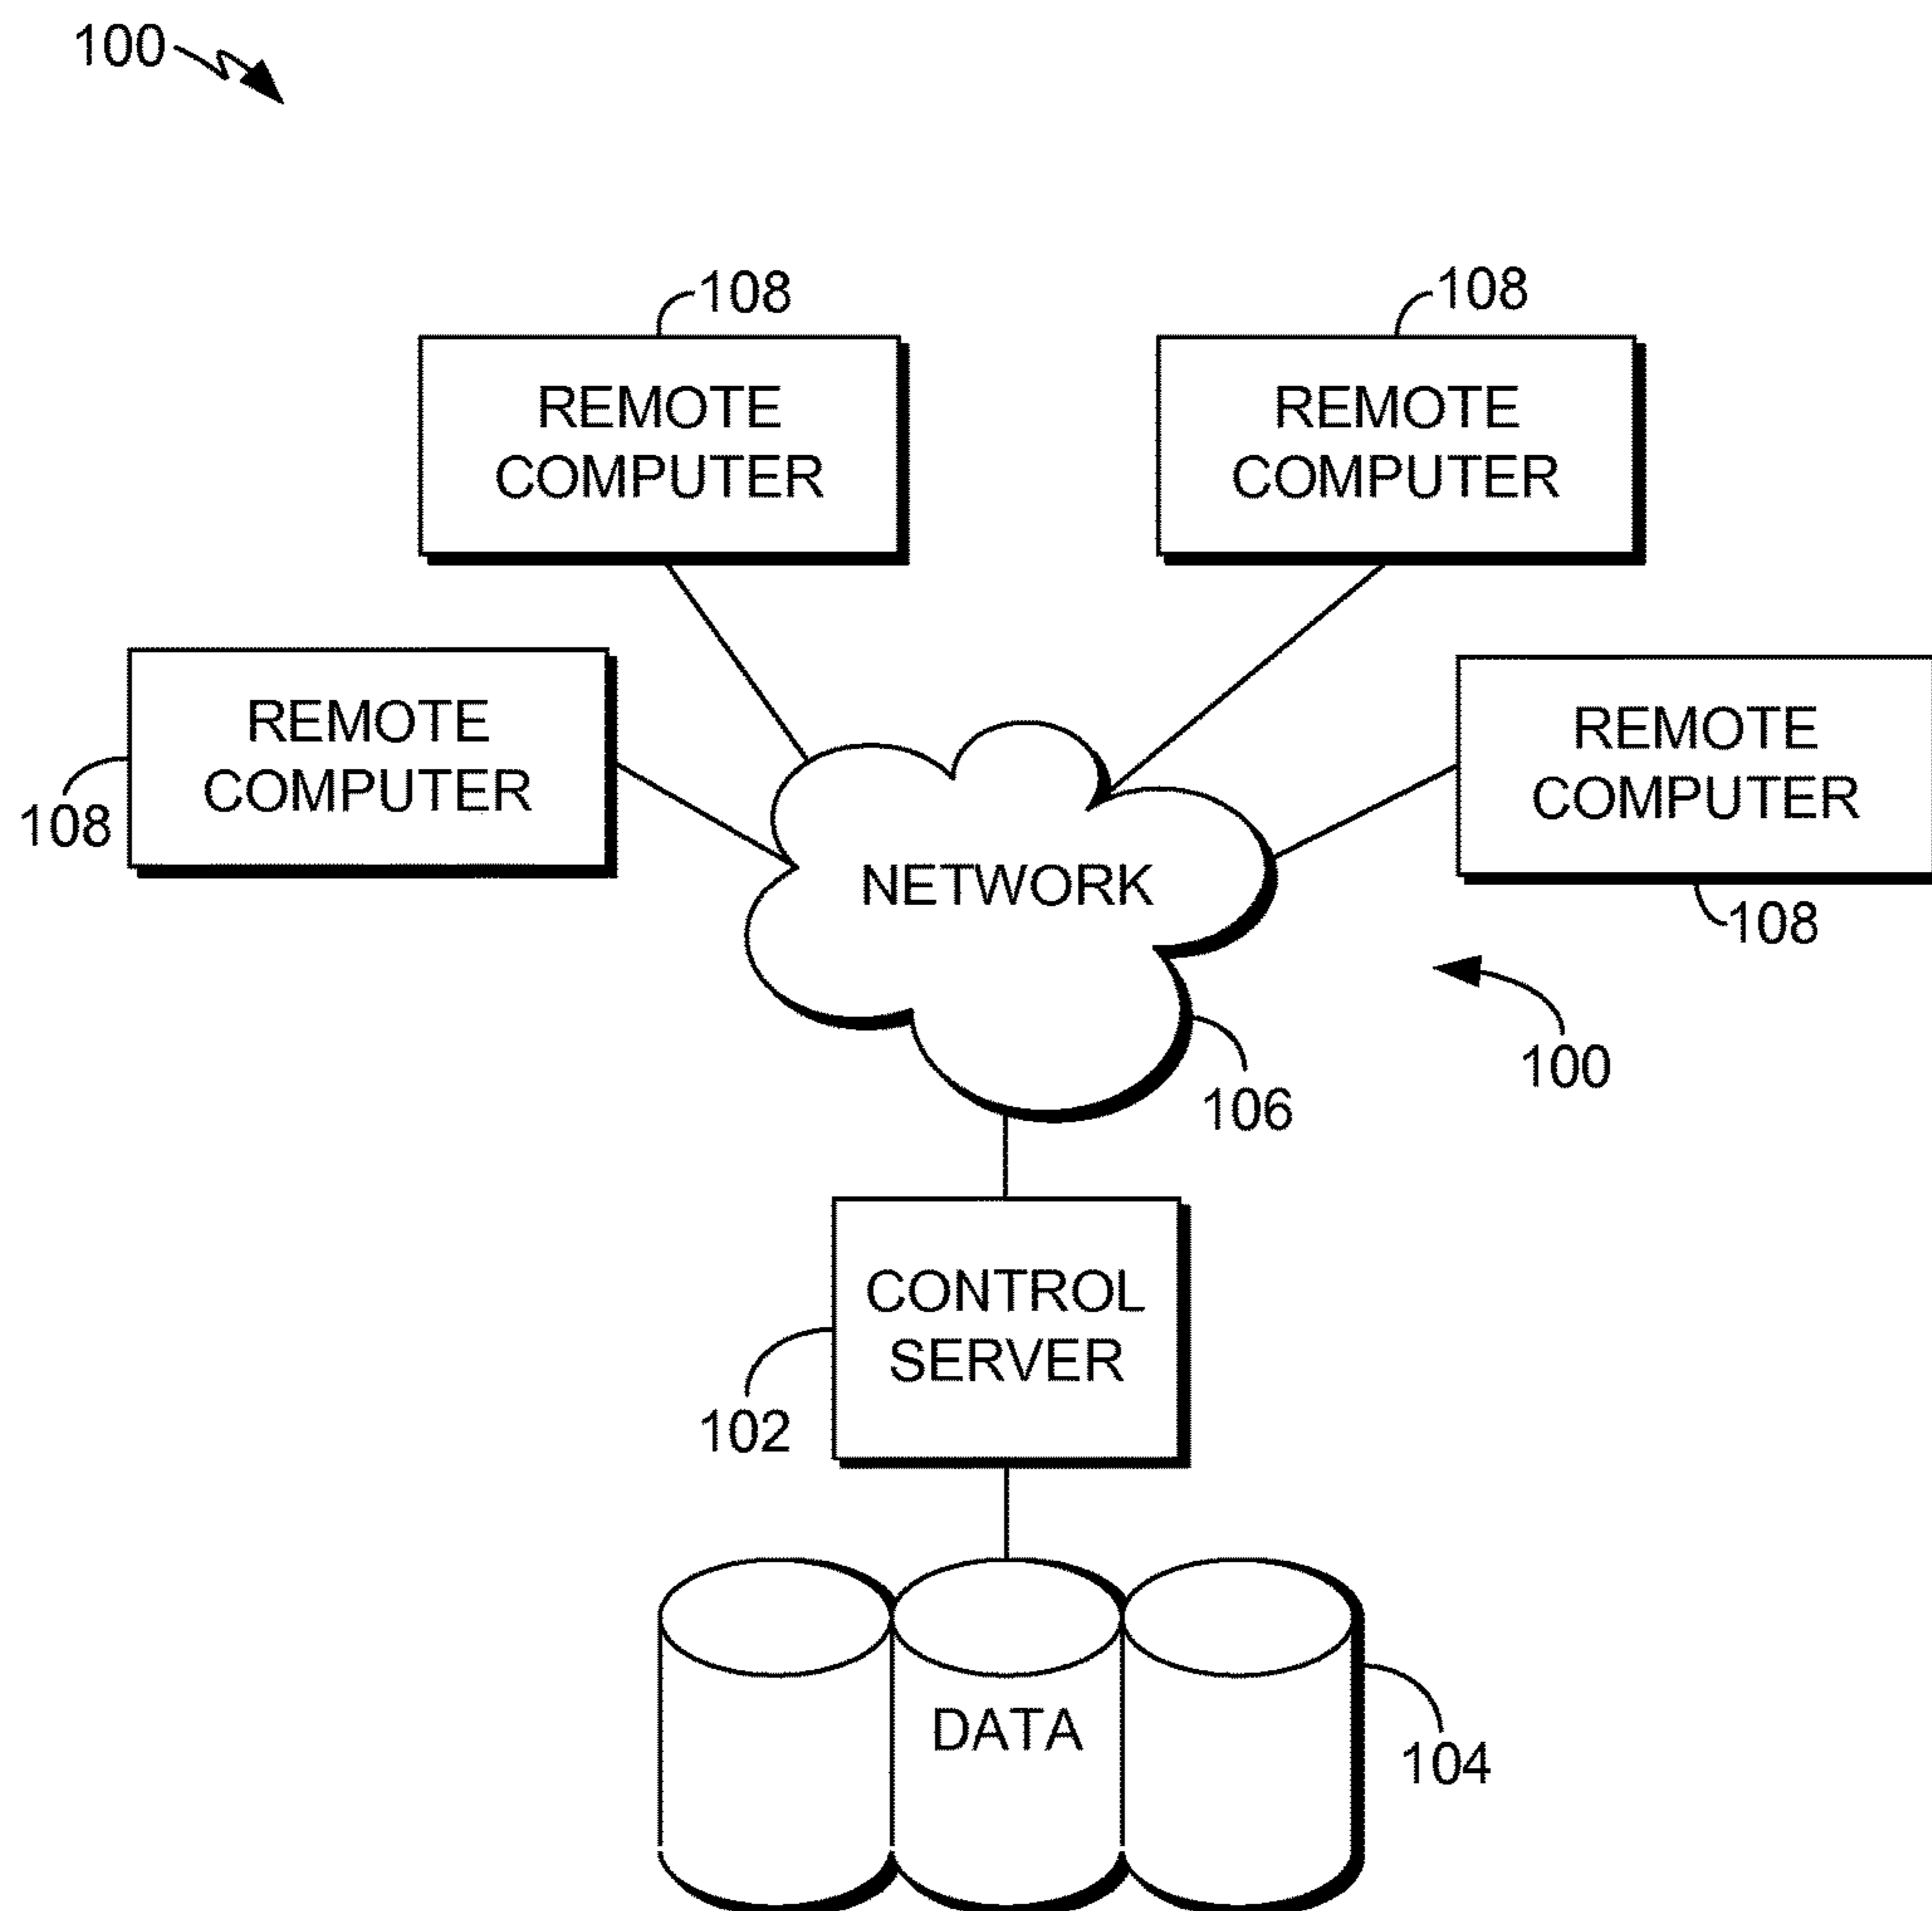 100
108
108
REMOTE
COMPUTER
REMOTE
COMPUTER
REMOTE
COMPUTER
108
REMOTE
COMPUTER
108
NETWORK
100
106
CONTROL
SERVER
102
DATA
104